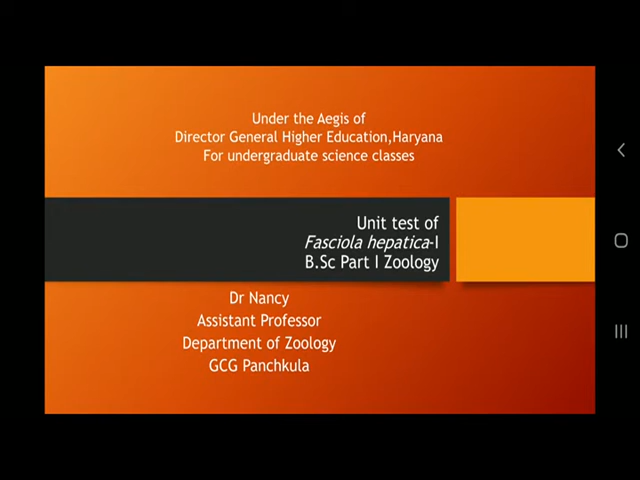 Under the Aegis of
Director General Higher Education,Haryana
For undergraduate science classes
Unit test of
Fasciola hepatica-I
B.Sc Part I Zoology
Dr Nancy
Assistant Professor
Department of Zoology
GCG Panchkula